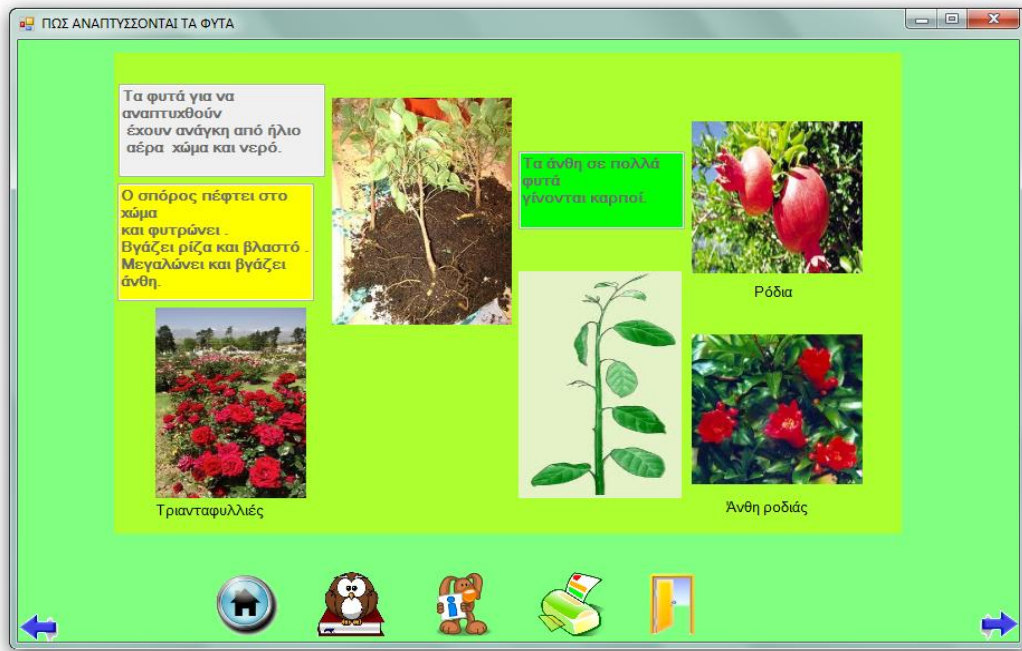 ΠΩΣ ΑΝΑΠΤΥΣΣΟΝΤΑΙ ΤΑ ΦΥΤΑ
Τα φυτά για να
αναπτυχθούν
έχουν ανάγκη από ήλιο
αέρα χώμα και νερό.
Ο σπόρος πέφτει στο
χώμα
και φυτρώνει .
Βγάζει ρίζα και βλαστό .
Μεγαλώνει και βγάζει
άνθη.
Τριανταφυλλιές
Τα άνθη σε πολλά
φυτά
γίνονται καρποί.
Ρόδια
Άνθη ροδιάς